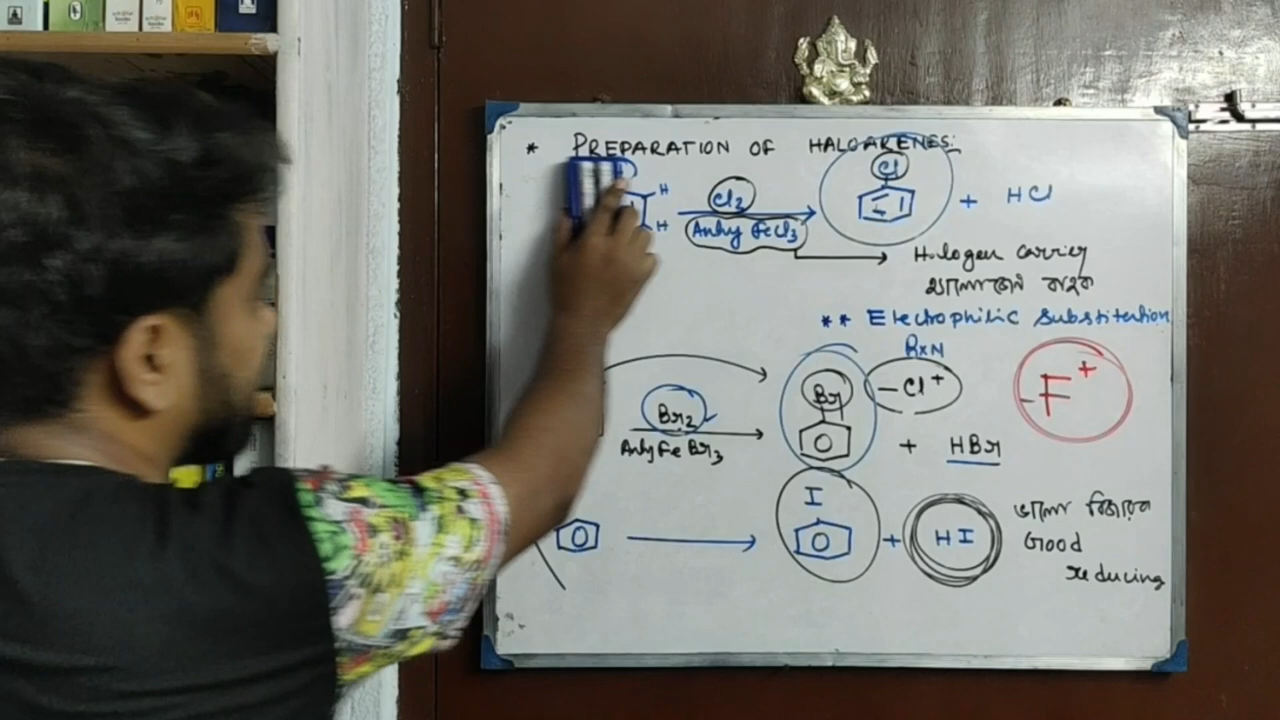 * PREPARATION OF HALOARENES:
H
H
Cl2
Anhy FeCl3
Cl
+ HCl
Halogen carrier
হ্যালোজেন বাহক
** Electrophilic Substitution
RxN
Br2
Anhy FeBr3
Br
- Cl+
- F+
+ HBr
I
+ HI
ভালো বিজারক
Good
reducing